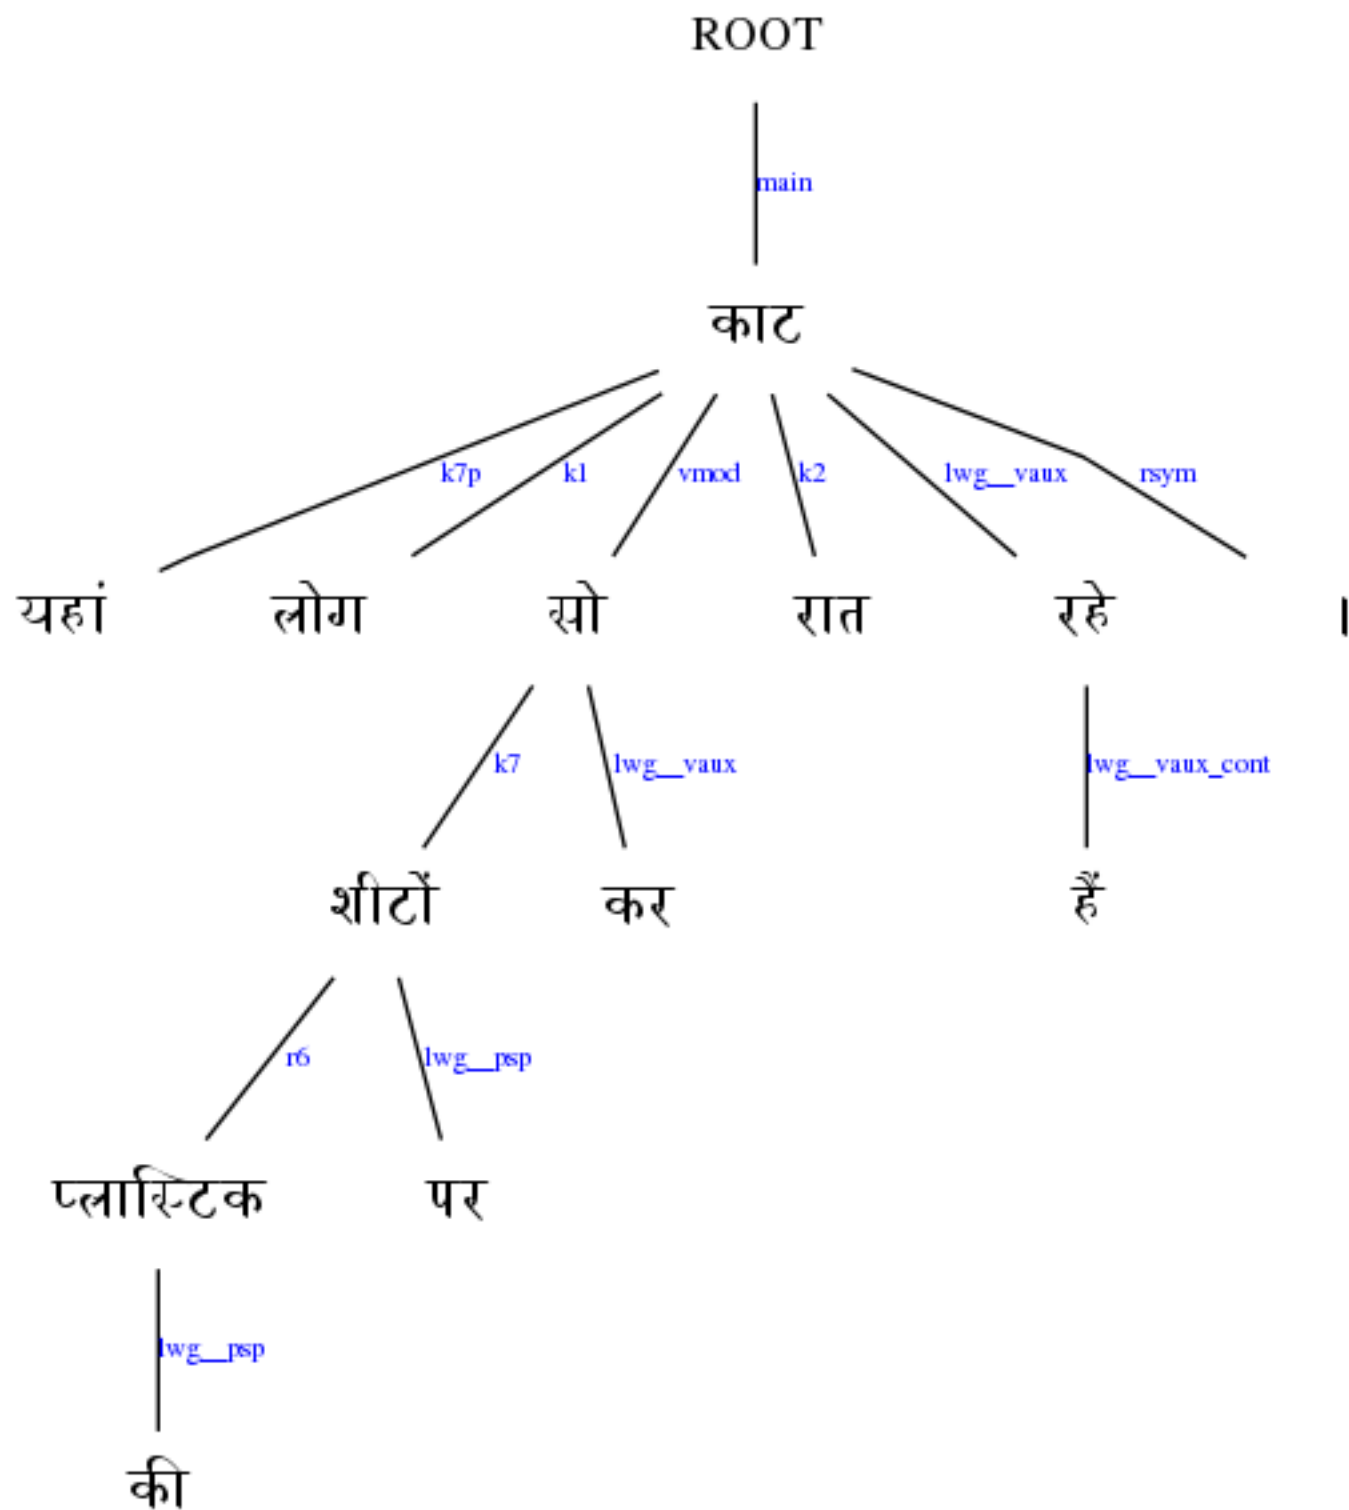 ROOT
main
काट
k7p k1 vmod k2 lwg__vaux rsym
यहां लोग सो रात रहे ।
k7 lwg__vaux lwg__vaux_cont
शीटों कर हैं
r6 lwg__psp
प्लास्टिक पर
lwg__psp
की